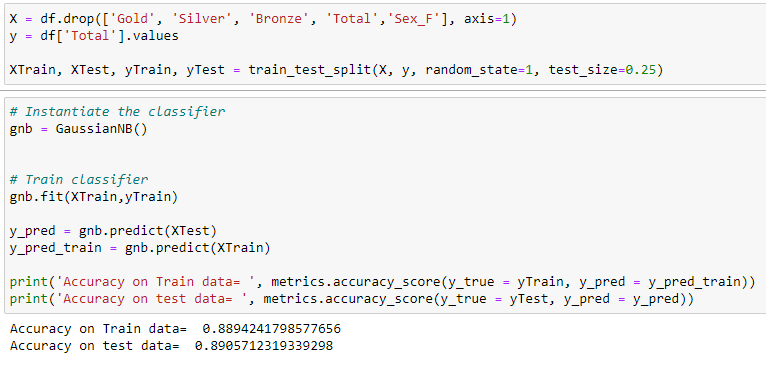 X = df.drop(['Gold', 'Silver', 'Bronze', 'Total','Sex_F'], axis=1)
y = df['Total'].values
XTrain, XTest, yTrain, yTest = train_test_split(X, y, random_state=1, test_size=0.25)
# Instantiate the classifier
gnb = GaussianNB()
# Train classifier
gnb.fit(XTrain,yTrain)
y_pred = gnb.predict(XTest)
y_pred_train = gnb.predict(XTrain)
print('Accuracy on Train data= ', metrics.accuracy_score(y_true = yTrain, y_pred = y_pred_train))
print('Accuracy on test data= ', metrics.accuracy_score(y_true = yTest, y_pred = y_pred))
Accuracy on Train data=  0.8894241798577656
Accuracy on test data=  0.8905712319339298